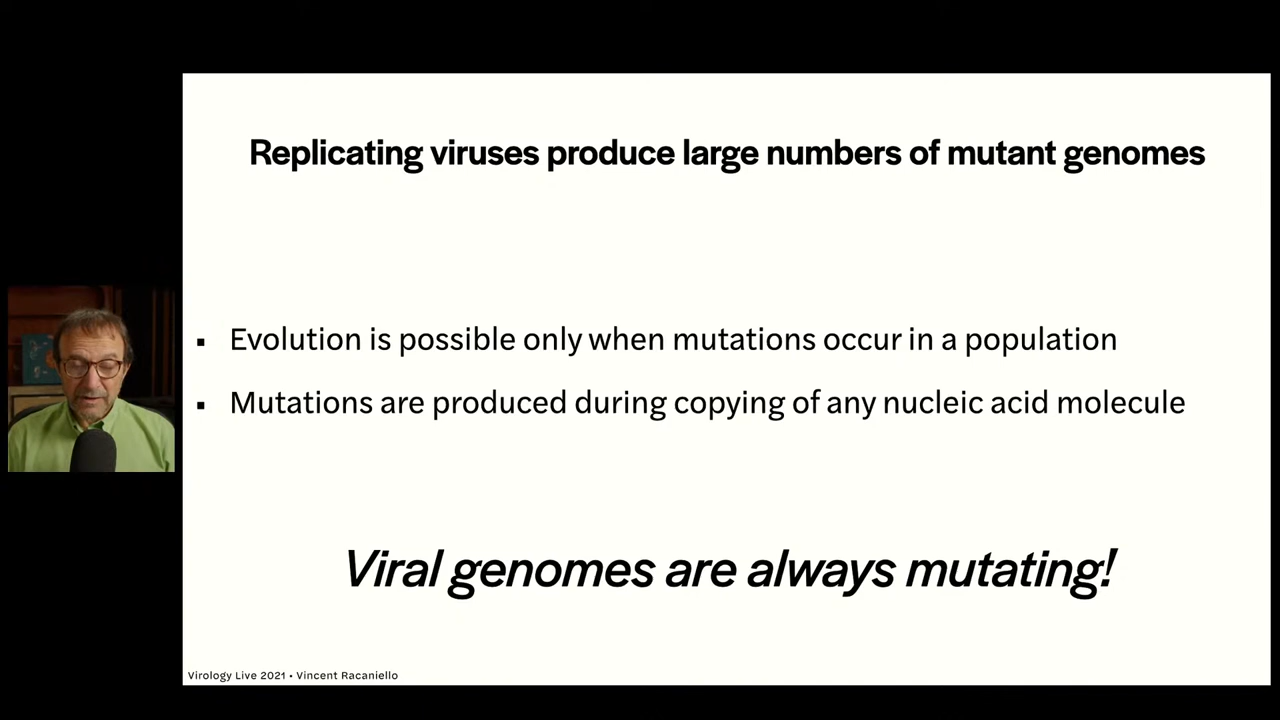 Replicating viruses produce large numbers of mutant genomes
▪ Evolution is possible only when mutations occur in a population
▪ Mutations are produced during copying of any nucleic acid molecule
Viral genomes are always mutating!
Virology Live 2021 • Vincent Racaniello